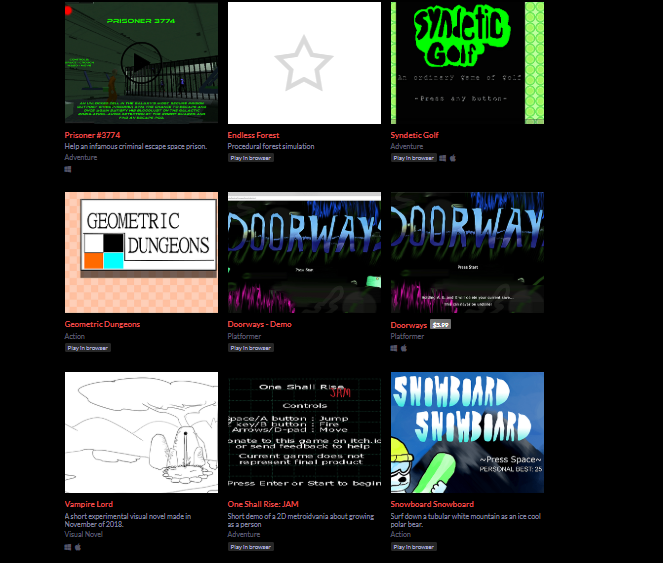 PRISONER 3774
Prisoner #3774
Help an infamous criminal escape space prison.
Adventure
Endless Forest
Procedural forest simulation
Play in browser
SYNDETIC
GOLF
An ordinary game of Golf
~Press any button~
Syndetic Golf
Adventure
Play in browser
GEOMETRIC
DUNGEONS
Geometric Dungeons
Action
Play in browser
DOORWAYS
Press Start
Doorways - Demo
Platformer
Play in browser
DOORWAYS
Press Start
Doorways $3.99
Platformer
Vampire Lord
A short experimental visual novel made in
November of 2018.
Visual Novel
One Shall Rise
JAM
Controls
Space/A button : Jump
key/B button : Fire
Arrows/D-pad : Move
onate to this game on itch.io
or send feedback to help
Current game does not
represent final product
Press Enter or Start to begin
One Shall Rise: JAM
Short demo of a 2D metroidvania about growing
as a person
Adventure
Play in browser
SNOWBOARD
SNOWBOARD
~Press Space~
PERSONAL BEST: 25
Snowboard Snowboard
Surf down a tubular white mountain as an ice cool
polar bear.
Action
Play in browser